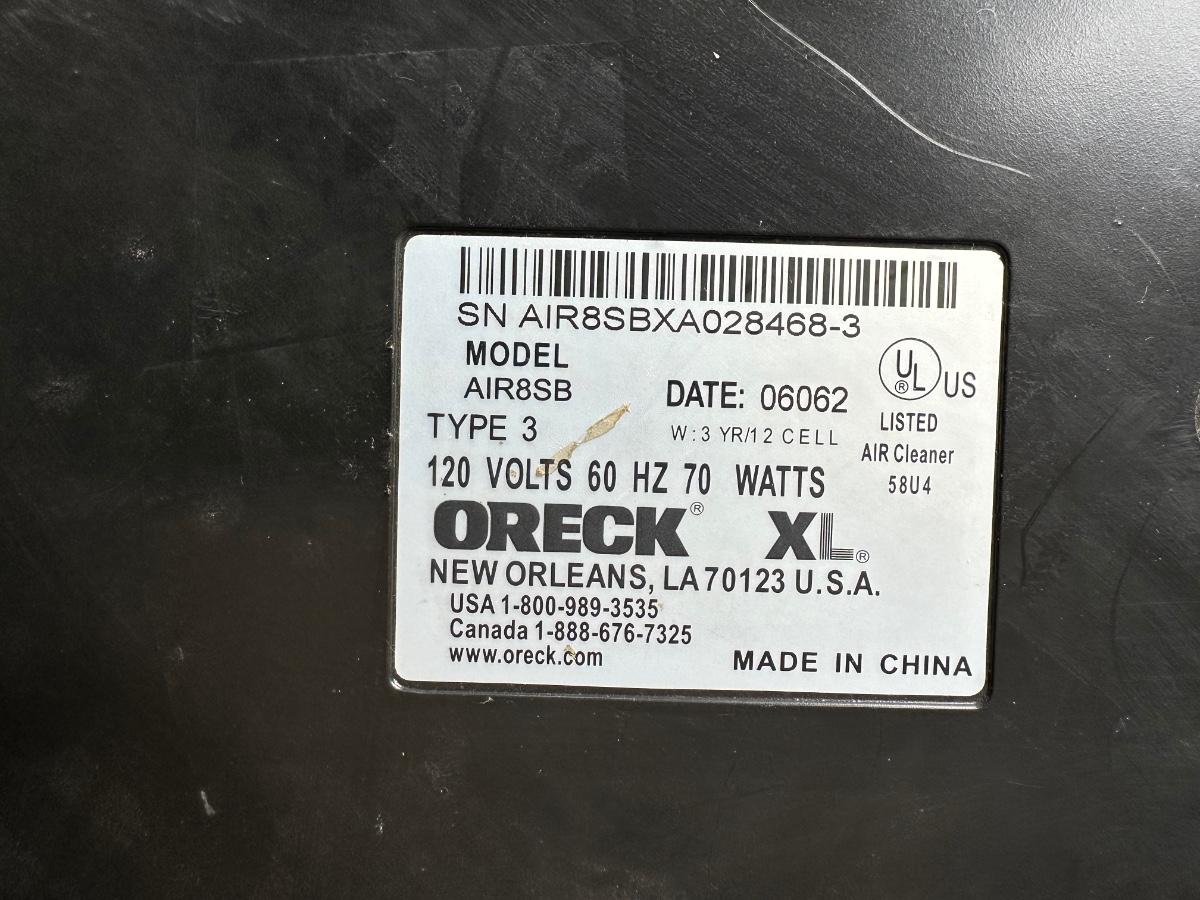 SN AIR8SBXA028468-3
MODEL
AIR8SB
DATE: 06062
UL ® US
TYPE 3
W: 3 YR/12 CELL
LISTED
AIR Cleaner
58U4
120 VOLTS 60 HZ 70 WATTS
ORECK® XL®
NEW ORLEANS, LA 70123 U.S.A.
USA 1-800-989-3535
Canada 1-888-676-7325
www.oreck.com
MADE IN CHINA